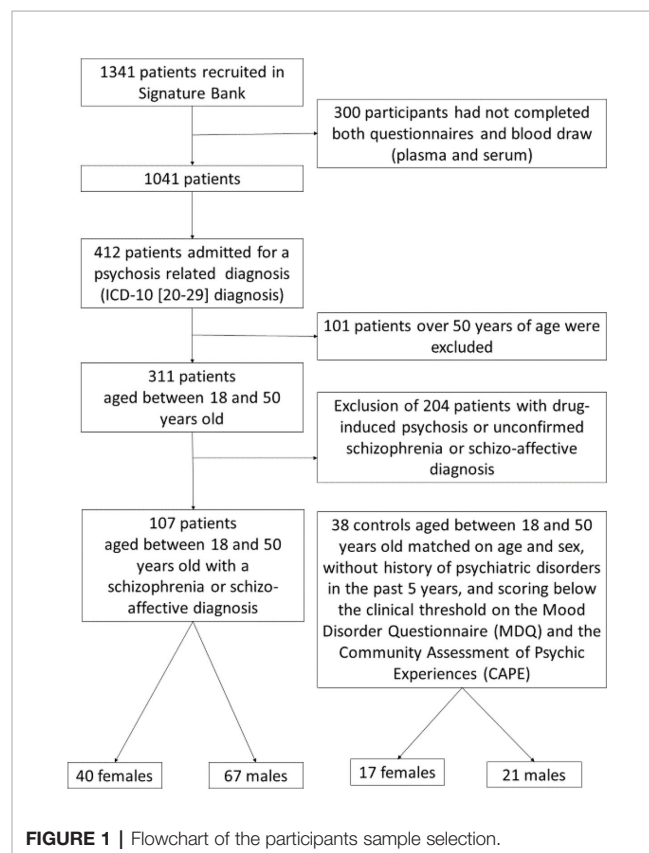 1341 patients recruited in
Signature Bank
300 participants had not completed
both questionnaires and blood draw
(plasma and serum)
1041 patients
412 patients admitted for a
psychosis related diagnosis
(ICD-10 [20-29] diagnosis)
101 patients over 50 years of age were
excluded
311 patients
aged between 18 and 50
years old
Exclusion of 204 patients with drug-
induced psychosis or unconfirmed
schizophrenia or schizo-affective
diagnosis
107 patients
aged between 18 and 50
years old with a
schizophrenia or schizo-
affective diagnosis
38 controls aged between 18 and 50
years old matched on age and sex,
without history of psychiatric disorders
in the past 5 years, and scoring below
the clinical threshold on the Mood
Disorder Questionnaire (MDQ) and the
Community Assessment of Psychic
Experiences (CAPE)
40 females
67 males
17 females
21 males
FIGURE 1 | Flowchart of the participants sample selection.